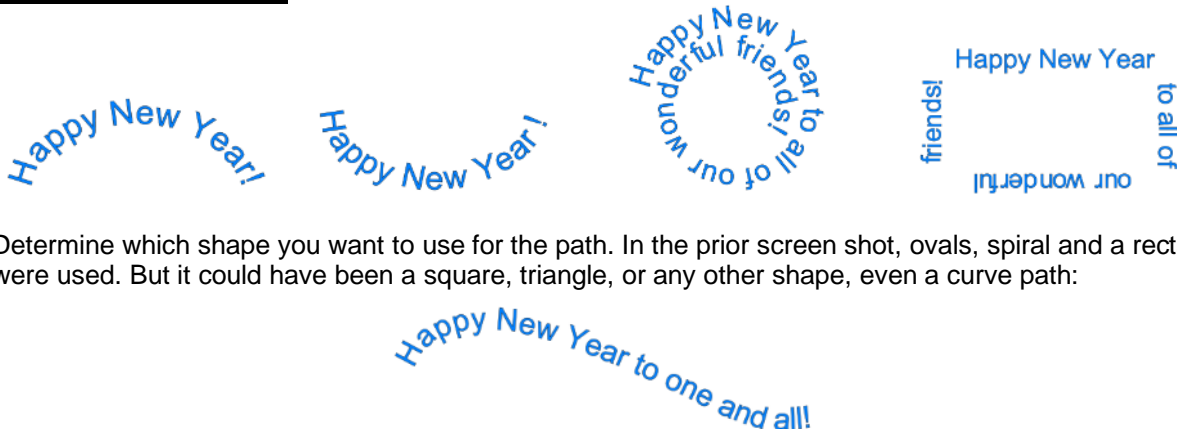 Happy New Year!
Happy New Year !
Happy New Year to all of our wonderful friends!
Happy New Year
to all of
our wonderful
friends!
Determine which shape you want to use for the path. In the prior screen shot, ovals, spiral and a rect
were used. But it could have been a square, triangle, or any other shape, even a curve path:
Happy New Year to one and all!